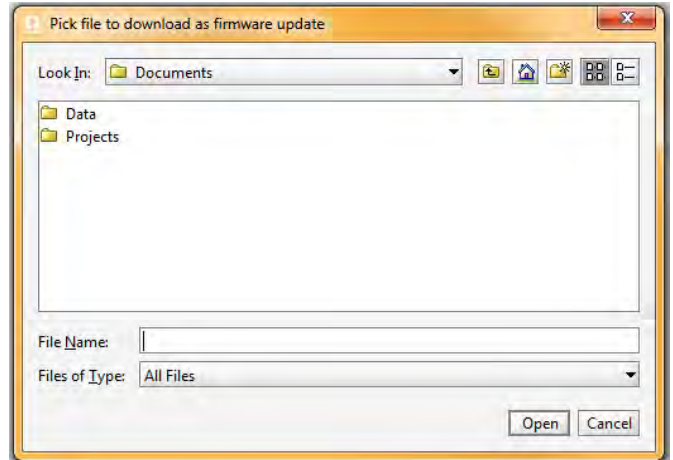 Pick file to download as firmware update
Look In: Documents
Data
Projects
File Name:
Files of Type: All Files
Open Cancel